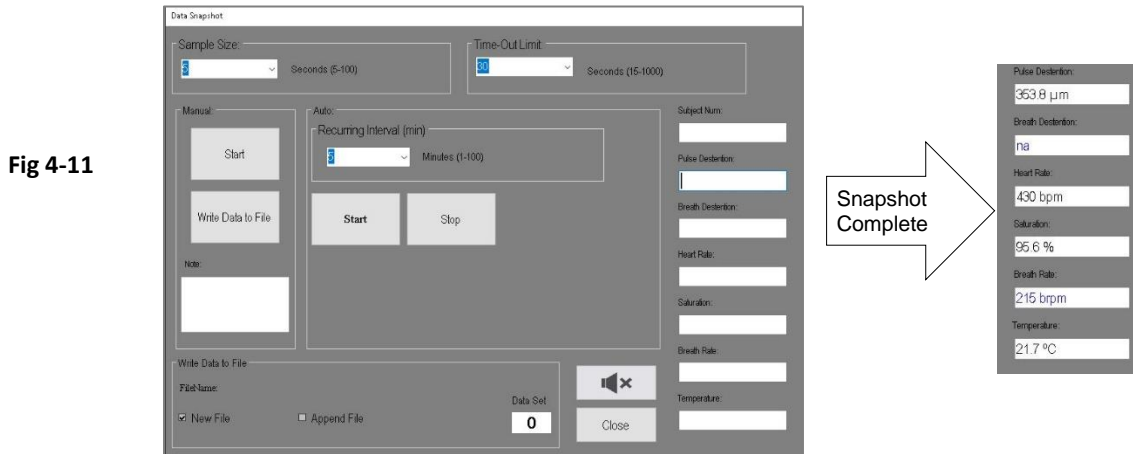 Fig 4-11
Data Snapshot
Sample Size:
5
Seconds (5-100)
Time-Out Limit:
30
Seconds (15-1000)
Manual:
Start
Write Data to File
Note:
Auto:
Recurring Interval (min)
5
Minutes (1-100)
Start
Stop
Subject Num:
Pulse Destention:
Breath Destention:
Heart Rate:
Saturation:
Breath Rate:
Temperature:
Write Data to File
FileName:
New File
Append File
Data Set
0
Close
Snapshot
Complete
Pulse Destention:
353.8 µm
Breath Destention:
na
Heart Rate:
430 bpm
Saturation:
95.6 %
Breath Rate:
215 brpm
Temperature:
21.7 ºC